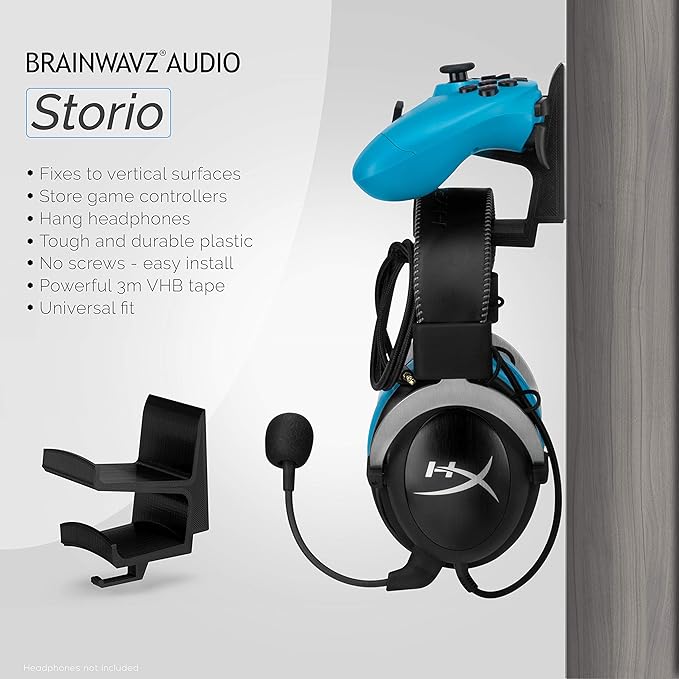 BRAINWAVZ® AUDIO
Storio
• Fixes to vertical surfaces
• Store game controllers
• Hang headphones
• Tough and durable plastic
• No screws - easy install
• Powerful 3m VHB tape
• Universal fit
HX
Headphones not included